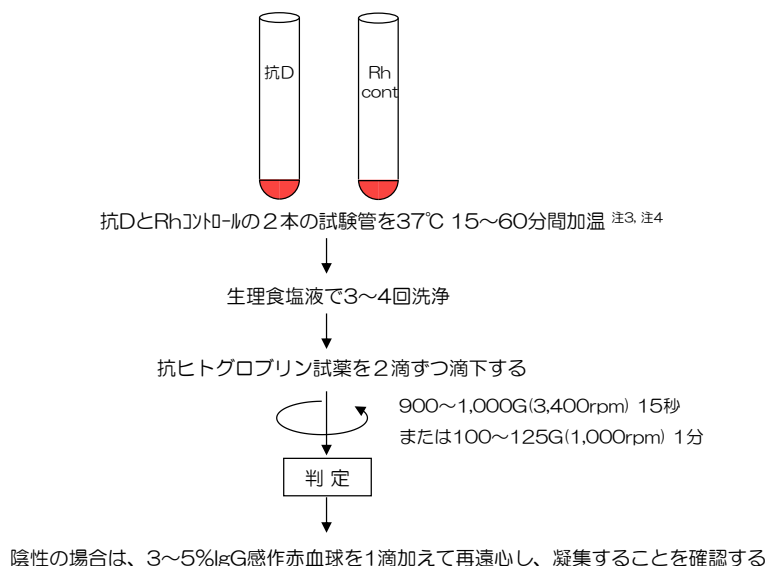 抗D
Rh
cont
抗DとRhｺﾝﾄﾛｰﾙの２本の試験管を37℃ 15～60分間加温 注3, 注4
生理食塩液で3～4回洗浄
抗ヒトグロブリン試薬を２滴ずつ滴下する
900～1,000G(3,400rpm) 15秒
または100～125G(1,000rpm) 1分
判 定
陰性の場合は、3～5%IgG感作赤血球を1滴加えて再遠心し、凝集することを確認する